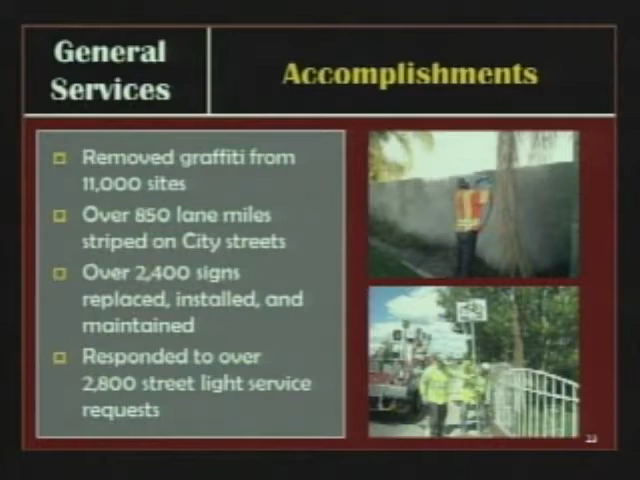 General
Services
Accomplishments
Removed graffiti from
11,000 sites
Over 850 lane miles
striped on City streets
Over 2,400 signs
replaced, installed, and
maintained
Responded to over
2,800 street light service
requests